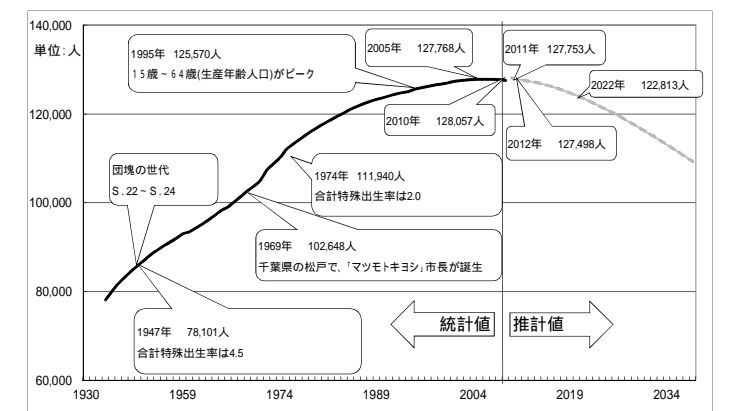 140,000
単位：人
1995年 125,570人
１５歳～６４歳(生産年齢人口)がピーク
2005年 127,768人
2011年 127,753人
2022年 122,813人
120,000
2010年 128,057人
2012年 127,498人
団塊の世代
Ｓ.22～Ｓ.24
1974年 111,940人
合計特殊出生率は2.0
100,000
1969年 102,648人
千葉県の松戸で、「マツモトキヨシ」市長が誕生
80,000
1947年 78,101人
合計特殊出生率は4.5
統計値
推計値
60,000
1930 1959 1974 1989 2004 2019 2034